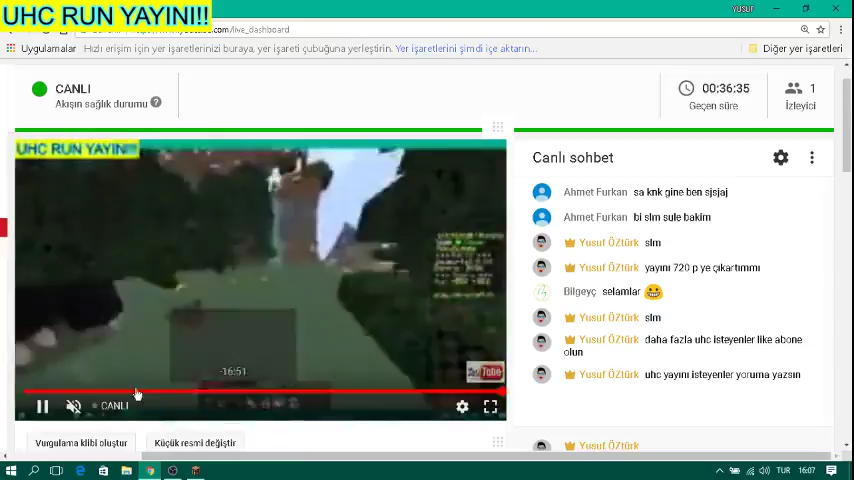 UHC RUN YAYINI!!
YUSUF
.com/live_dashboard
Uygulamalar
Hızlı erişim için yer işaretlerinizi buraya, yer işareti çubuğuna yerleştirin. Yer işaretlerini şimdi içe aktarın...
Diğer yer işaretleri
CANLI
Akışın sağlık durumu ?
00:36:35
Geçen süre
1
İzleyici
UHC RUN YAYINI!!!
-16:51
CANLI
Vurgulama klibi oluştur
Küçük resmi değiştir
Canlı sohbet
Ahmet Furkan sa knk gine ben sjsjaj
Ahmet Furkan bi slm sule bakim
Yusuf ÖZtürk slm
Yusuf ÖZtürk yayını 720 p ye çıkartımmı
Bilgeyç selamlar
Yusuf ÖZtürk slm
Yusuf ÖZtürk daha fazla uhc isteyenler like abone
olun
Yusuf ÖZtürk uhc yayını isteyenler yoruma yazsın
Yusuf ÖZtürk
TUR
16:07